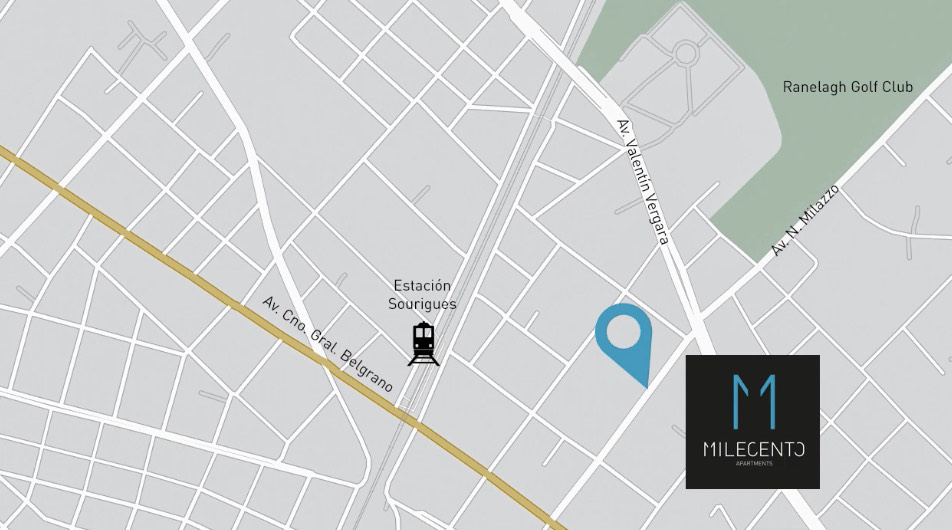 Ranelagh Golf Club
Av. Valentín Vergara
Av. N. Milazzo
Estación
Sourigues
Av. Cno. Gral. Belgrano
MILECENTO
APARTMENTS